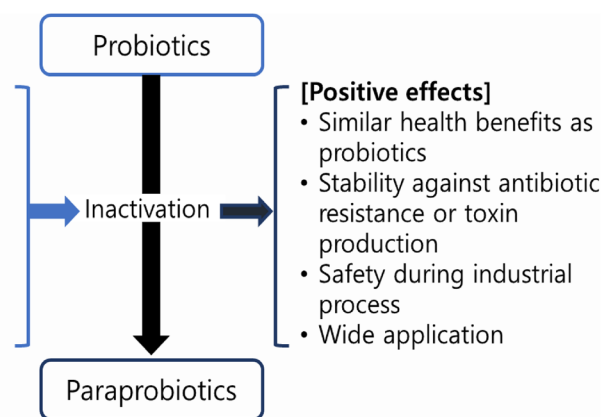 Probiotics
Inactivation
Paraprobiotics
[Positive effects]
• Similar health benefits as
probiotics
• Stability against antibiotic
resistance or toxin
production
• Safety during industrial
process
• Wide application